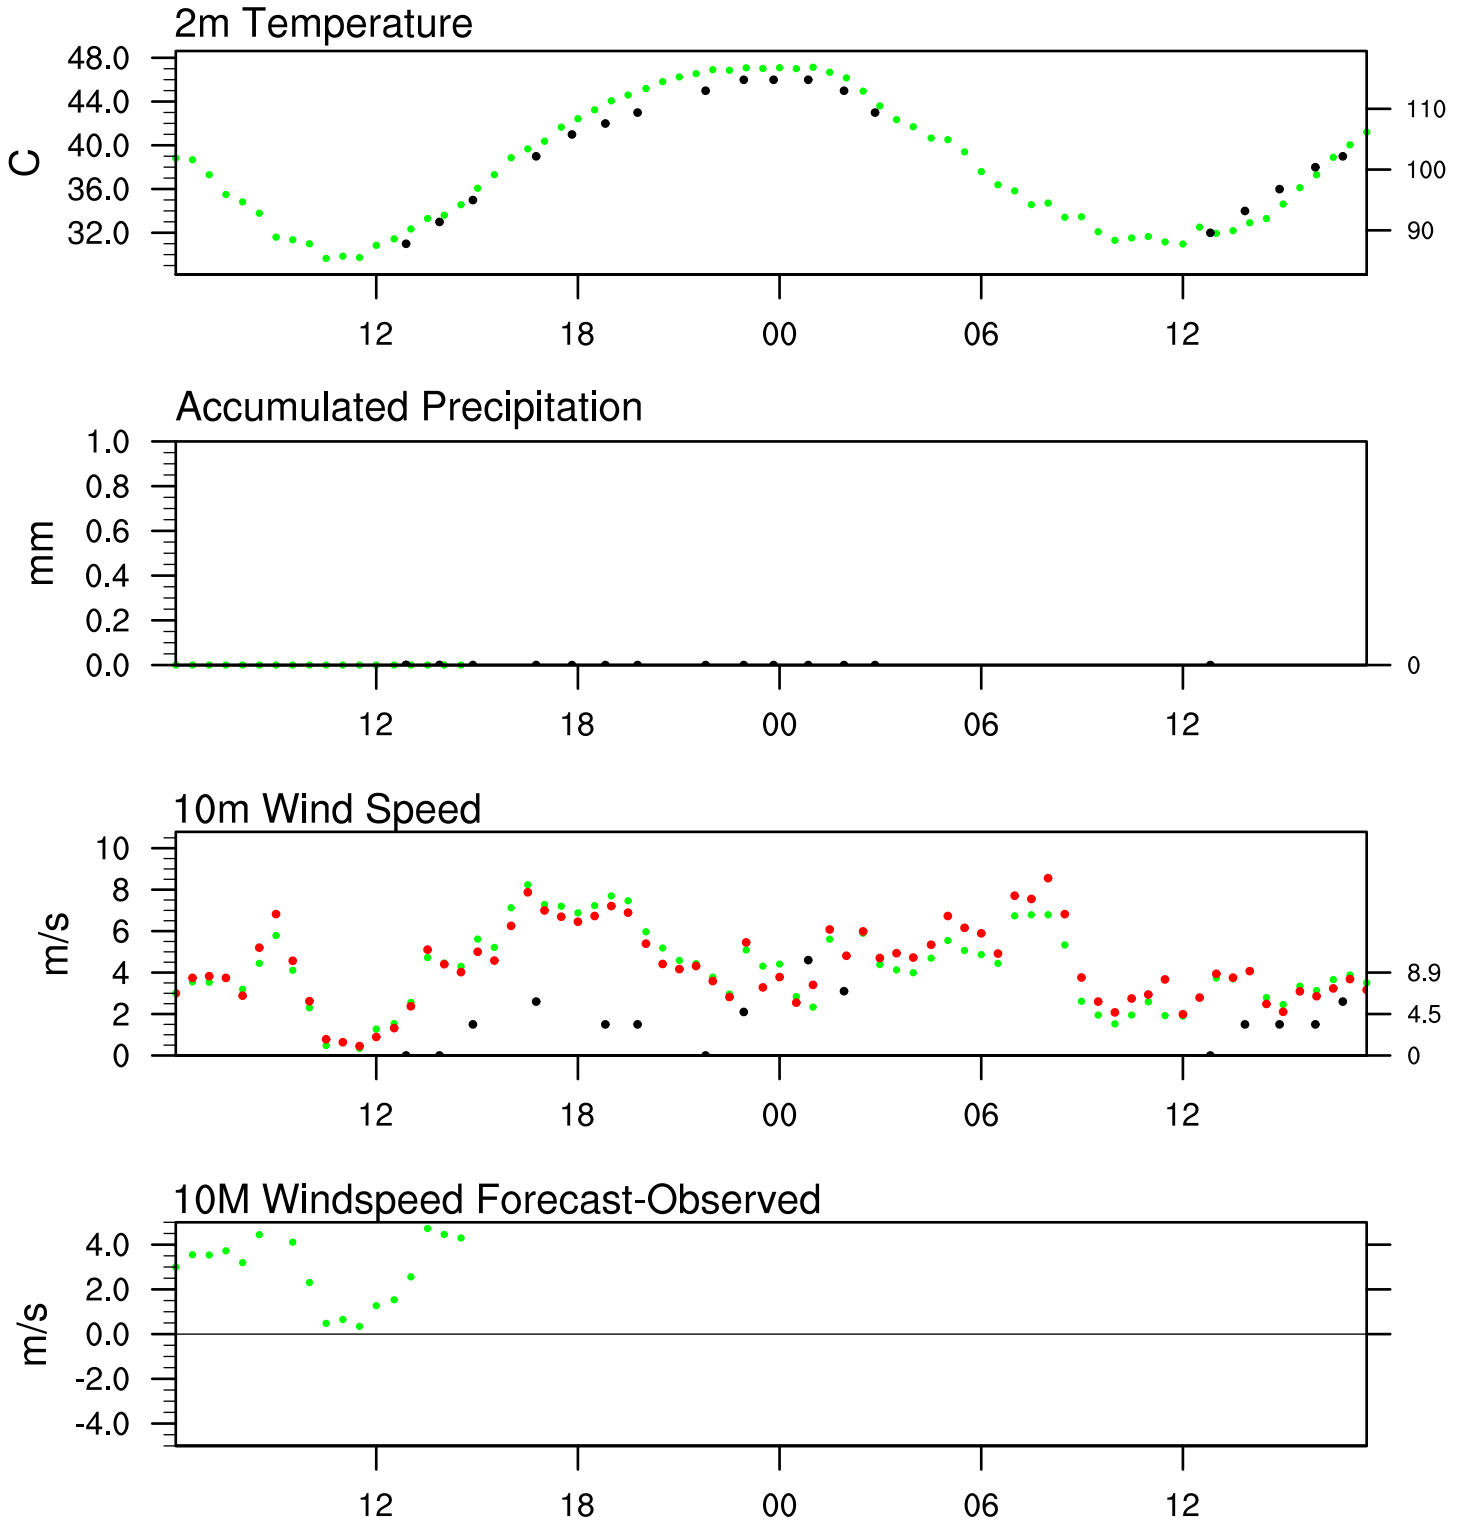 2m Temperature
48.0
44.0
40.0
36.0
32.0
C
110
100
90
12 18 00 06 12
Accumulated Precipitation
1.0
0.8
0.6
0.4
0.2
0.0
mm
0
12 18 00 06 12
10m Wind Speed
10
8
6
4
2
0
m/s
8.9
4.5
0
12 18 00 06 12
10M Windspeed Forecast-Observed
4.0
2.0
0.0
-2.0
-4.0
m/s
12 18 00 06 12